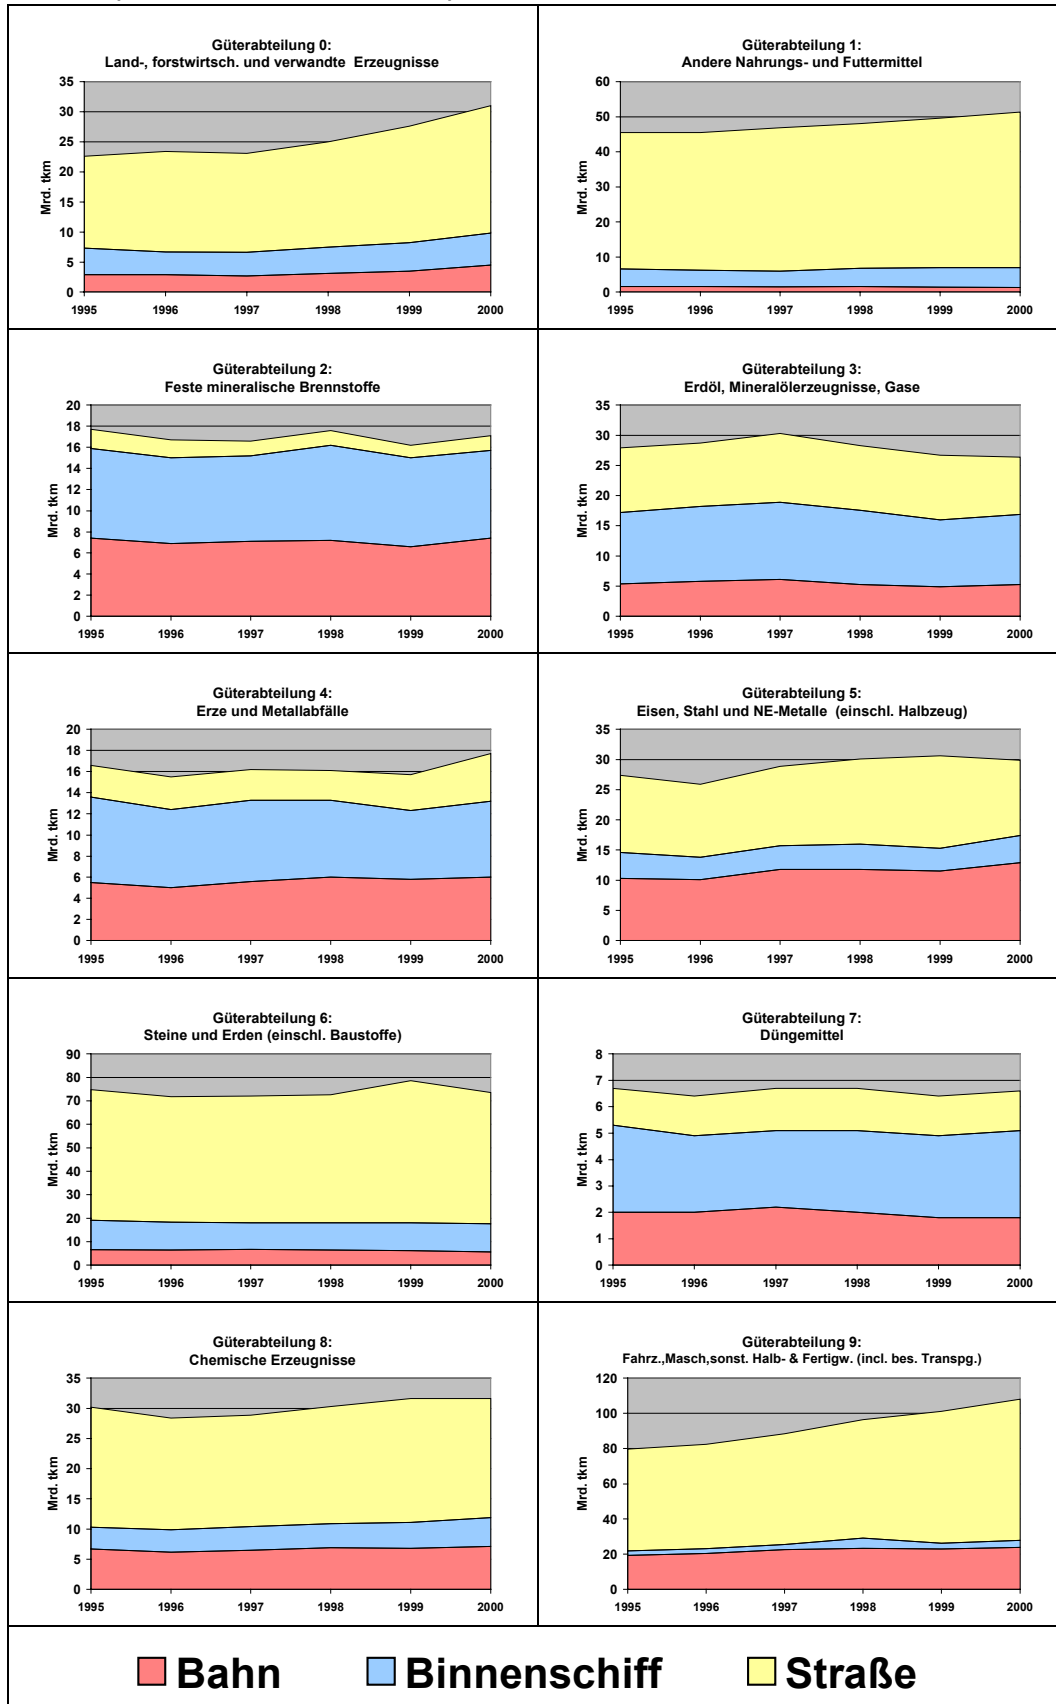 Güterabteilung 0:
Land-, forstwirtsch. und verwandte Erzeugnisse
35
30
25
20
15
10
5
0
Mrd. tkm
1995 1996 1997 1998 1999 2000
Güterabteilung 1:
Andere Nahrungs- und Futtermittel
60
50
40
30
20
10
0
Mrd. tkm
1995 1996 1997 1998 1999 2000
Güterabteilung 2:
Feste mineralische Brennstoffe
20
18
16
14
12
10
8
6
4
2
0
Mrd. tkm
1995 1996 1997 1998 1999 2000
Güterabteilung 3:
Erdöl, Mineralölerzeugnisse, Gase
35
30
25
20
15
10
5
0
Mrd. tkm
1995 1996 1997 1998 1999 2000
Güterabteilung 4:
Erze und Metallabfälle
20
18
16
14
12
10
8
6
4
2
0
Mrd. tkm
1995 1996 1997 1998 1999 2000
Güterabteilung 5:
Eisen, Stahl und NE-Metalle (einschl. Halbzeug)
35
30
25
20
15
10
5
0
Mrd. tkm
1995 1996 1997 1998 1999 2000
Güterabteilung 6:
Steine und Erden (einschl. Baustoffe)
90
80
70
60
50
40
30
20
10
0
Mrd. tkm
1995 1996 1997 1998 1999 2000
Güterabteilung 7:
Düngemittel
8
7
6
5
4
3
2
1
0
Mrd. tkm
1995 1996 1997 1998 1999 2000
Güterabteilung 8:
Chemische Erzeugnisse
35
30
25
20
15
10
5
0
Mrd. tkm
1995 1996 1997 1998 1999 2000
Güterabteilung 9:
Fahrz.,Masch,sonst. Halb- & Fertigw. (incl. bes. Transpg.)
120
100
80
60
40
20
0
Mrd. tkm
1995 1996 1997 1998 1999 2000
Bahn Binnenschiff Straße